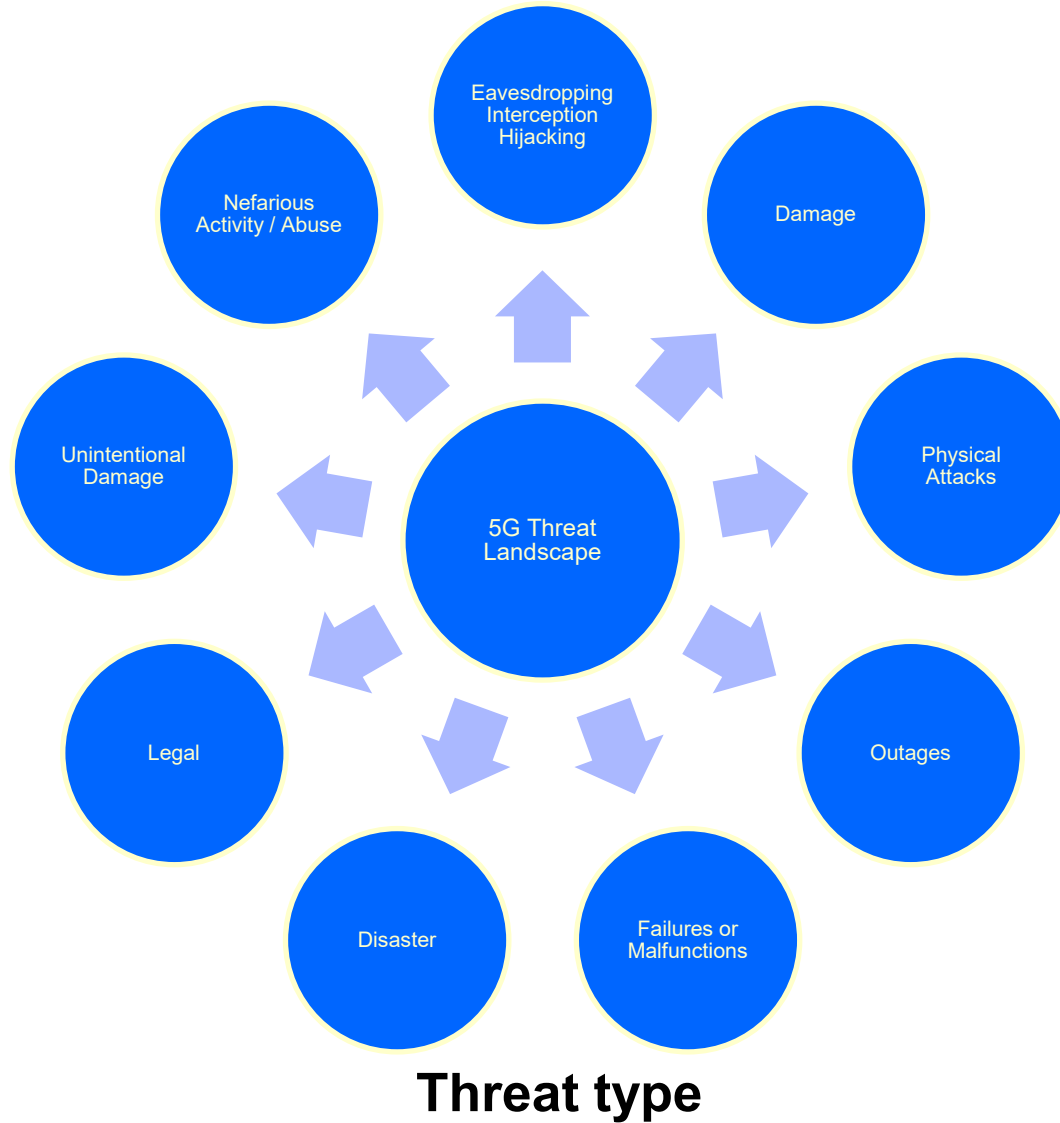 Eavesdropping
Interception
Hijacking
Damage
Physical
Attacks
Outages
Failures or
Malfunctions
Disaster
Legal
Unintentional
Damage
Nefarious
Activity / Abuse
5G Threat
Landscape
Threat type